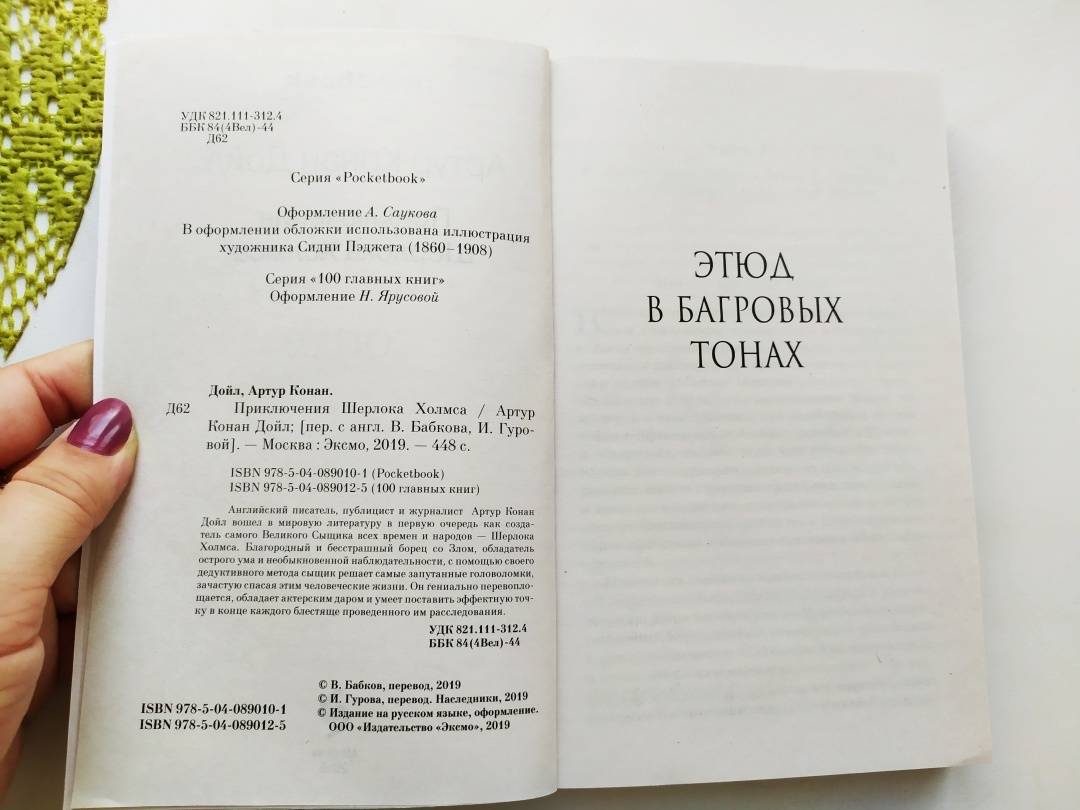 УДК 821.111-312.4
ББК 84(4Вел)-44
Д62
Серия «Pocketbook»
Оформление А. Саукова
В оформлении обложки использована иллюстрация
художника Сидни Пэджета (1860–1908)
Серия «100 главных книг»
Оформление Н. Ярусовой
Дойл, Артур Конан.
Д62 Приключения Шерлока Холмса / Артур
Конан Дойл; [пер. с англ. В. Бабкова, И. Гуро-
вой]. — Москва : Эксмо, 2019. — 448 с.
ISBN 978-5-04-089010-1 (Pocketbook)
ISBN 978-5-04-089012-5 (100 главных книг)
Английский писатель, публицист и журналист Артур Конан
Дойл вошел в мировую литературу в первую очередь как созда-
тель самого Великого Сыщика всех времен и народов — Шерлока
Холмса. Благородный и бесстрашный борец со Злом, обладатель
острого ума и необыкновенной наблюдательности, с помощью своего
дедуктивного метода сыщик решает самые запутанные головоломки,
зачастую спасая этим человеческие жизни. Он гениально перевопло-
щается, обладает актерским даром и умеет поставить эффектную точ-
ку в конце каждого блестяще проведенного им расследования.
УДК 821.111-312.4
ББК 84(4Вел)-44
© В. Бабков, перевод, 2019
© И. Гурова, перевод. Наследники, 2019
© Издание на русском языке, оформление.
ООО «Издательство «Эксмо», 2019
ISBN 978-5-04-089010-1
ISBN 978-5-04-089012-5
ЭТЮД
В БАГРОВЫХ
ТОНАХ